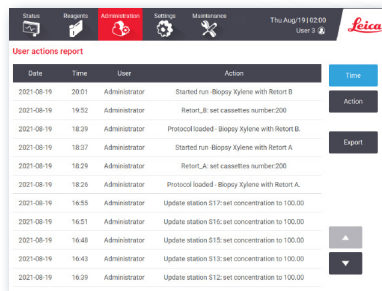 Status Reagents Administration Settings Maintenance Thu Aug/19 | 02:00
User 3
Leica
User actions report
Date Time User Action
2021-08-19 20:01 Administrator Started run -Biopsy Xylene with Retort B
2021-08-19 19:52 Administrator Retort_B: set cassettes number:200
2021-08-19 18:39 Administrator Protocol loaded - Biopsy Xylene with Retort B.
2021-08-19 18:37 Administrator Started run -Biopsy Xylene with Retort A
2021-08-19 18:29 Administrator Retort_A: set cassettes number:200
2021-08-19 18:26 Administrator Protocol loaded - Biopsy Xylene with Retort A.
2021-08-19 16:55 Administrator Update station S17: set concentration to 100.00
2021-08-19 16:51 Administrator Update station S16: set concentration to 100.00
2021-08-19 16:48 Administrator Update station S15: set concentration to 100.00
2021-08-19 16:43 Administrator Update station S13: set concentration to 100.00
2021-08-19 16:39 Administrator Update station S12: set concentration to 100.00
Time
Action
Export